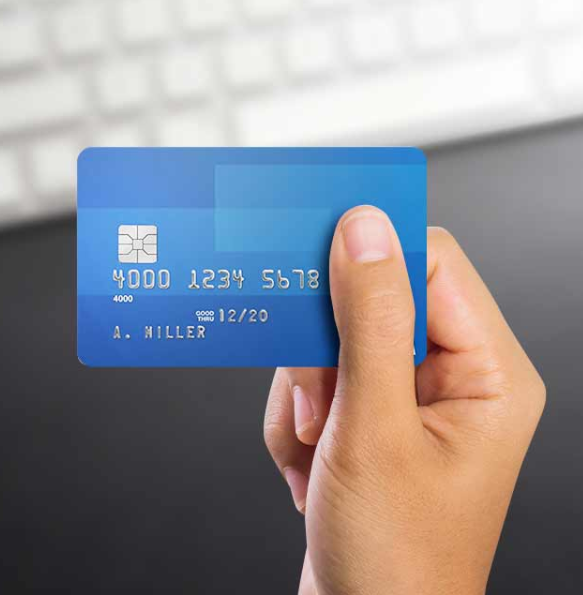 4000 1234 5678
4000
GOOD THRU 12/20
A. MILLER
A